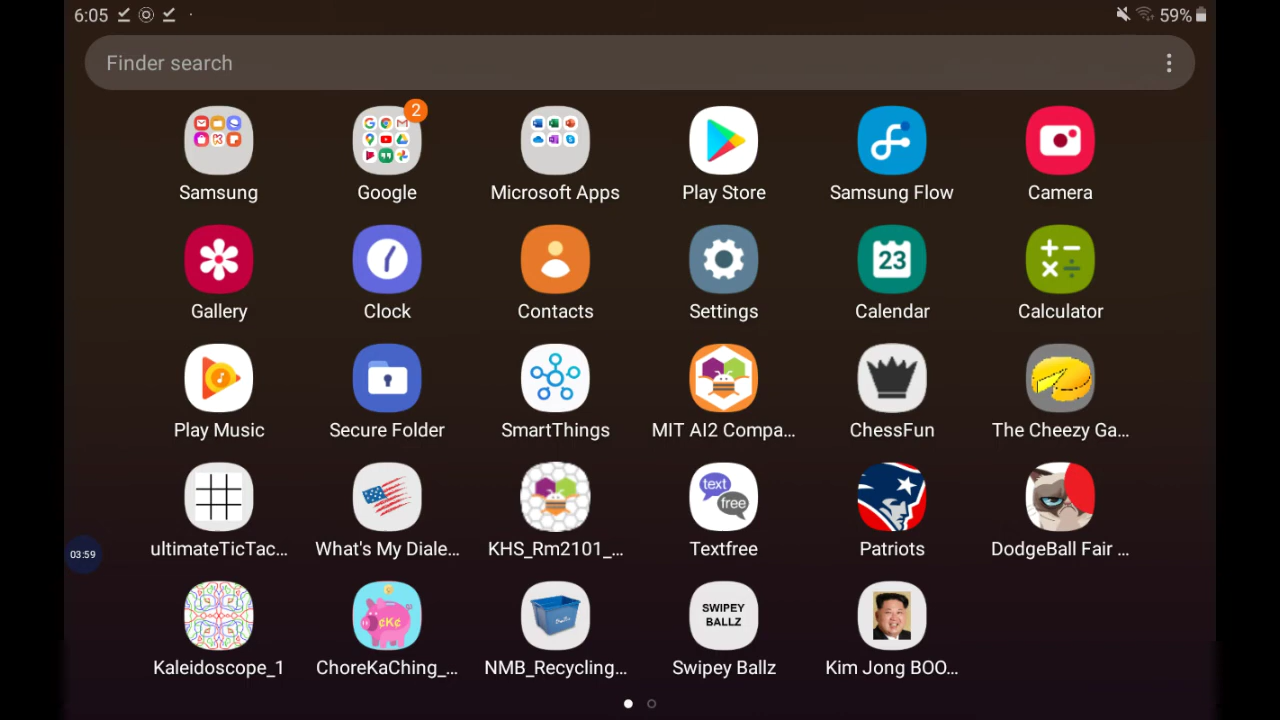 6:05
59%
Finder search
2
Samsung
Google
Microsoft Apps
Play Store
Samsung Flow
Camera
23
Gallery
Clock
Contacts
Settings
Calendar
Calculator
Play Music
Secure Folder
SmartThings
MIT AI2 Compa...
ChessFun
The Cheezy Ga...
text
free
03:59
ultimateTicTac...
What's My Diale...
KHS_Rm2101_...
Textfree
Patriots
DodgeBall Fair ...
¢K¢
SWIPEY
BALLZ
Kaleidoscope_1
ChoreKaChing_...
NMB_Recycling...
Swipey Ballz
Kim Jong BOO...